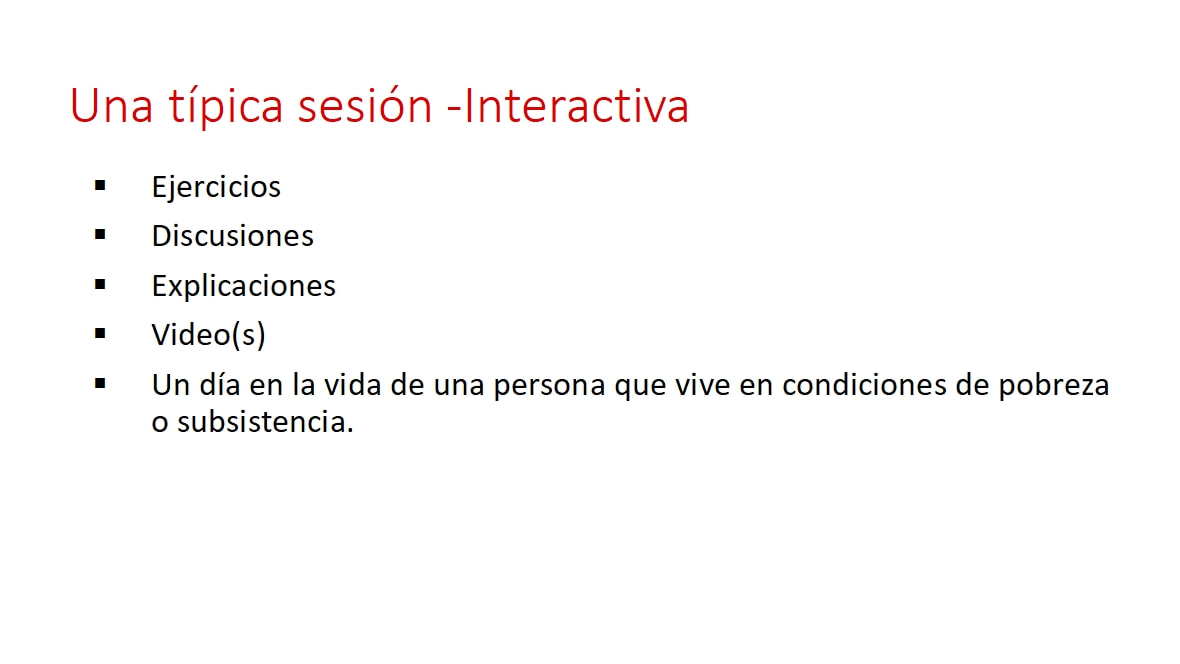 Una típica sesión -Interactiva
▪ Ejercicios
▪ Discusiones
▪ Explicaciones
▪ Video(s)
▪ Un día en la vida de una persona que vive en condiciones de pobreza
o subsistencia.